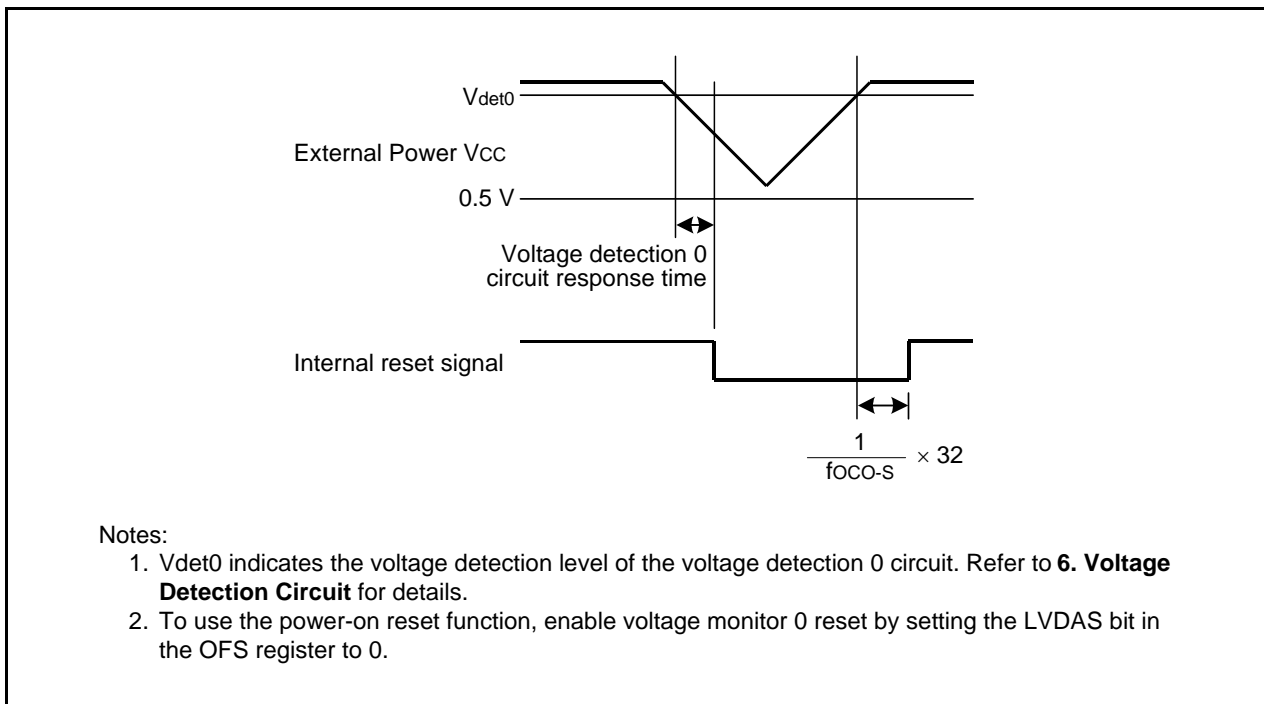 Vdet0
External Power VCC
0.5 V
Voltage detection 0
circuit response time
Internal reset signal
1
fOCO-S
× 32
Notes:
1. Vdet0 indicates the voltage detection level of the voltage detection 0 circuit. Refer to 6. Voltage
Detection Circuit for details.
2. To use the power-on reset function, enable voltage monitor 0 reset by setting the LVDAS bit in
the OFS register to 0.